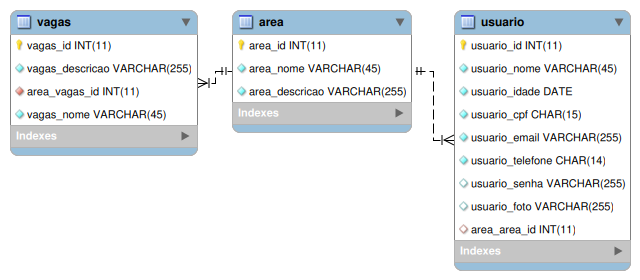 vagas
vagas_id INT(11)
vagas_descricao VARCHAR(255)
area_vagas_id INT(11)
vagas_nome VARCHAR(45)
Indexes
area
area_id INT(11)
area_nome VARCHAR(45)
area_descricao VARCHAR(255)
Indexes
usuario
usuario_id INT(11)
usuario_nome VARCHAR(45)
usuario_idade DATE
usuario_cpf CHAR(15)
usuario_email VARCHAR(255)
usuario_telefone CHAR(14)
usuario_senha VARCHAR(255)
usuario_foto VARCHAR(255)
area_area_id INT(11)
Indexes